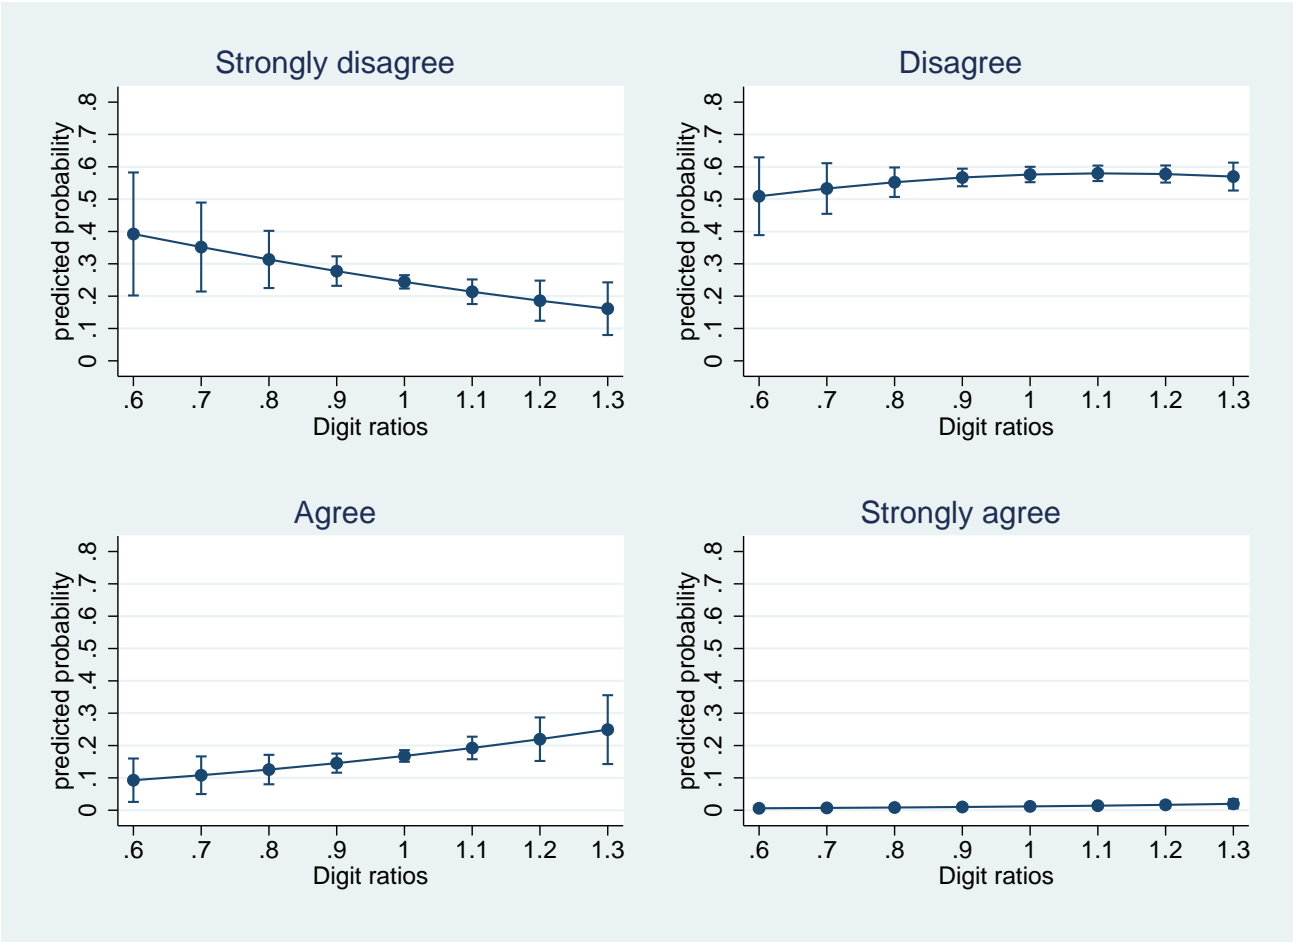 Strongly disagree
predicted probability
0 .1 .2 .3 .4 .5 .6 .7 .8
.6 .7 .8 .9 1 1.1 1.2 1.3
Digit ratios
Disagree
predicted probability
0 .1 .2 .3 .4 .5 .6 .7 .8
.6 .7 .8 .9 1 1.1 1.2 1.3
Digit ratios
Agree
predicted probability
0 .1 .2 .3 .4 .5 .6 .7 .8
.6 .7 .8 .9 1 1.1 1.2 1.3
Digit ratios
Strongly agree
predicted probability
0 .1 .2 .3 .4 .5 .6 .7 .8
.6 .7 .8 .9 1 1.1 1.2 1.3
Digit ratios